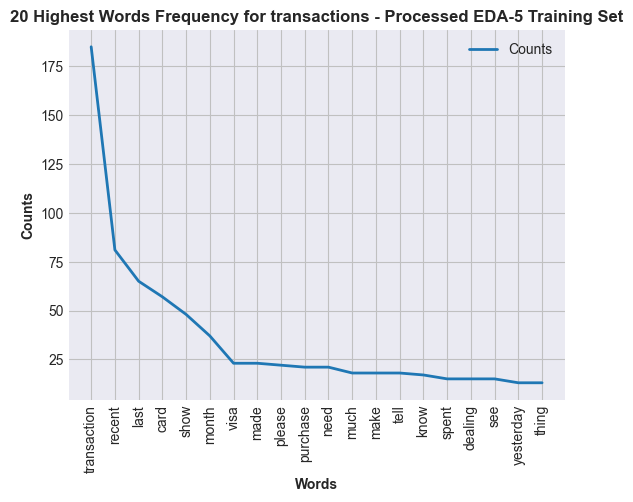 20 Highest Words Frequency for transactions - Processed EDA-5 Training Set
Counts
175
150
125
100
75
50
25
Counts
transaction
recent
last
card
show
month
visa
made
please
purchase
need
much
make
tell
know
spent
dealing
see
yesterday
thing
Words